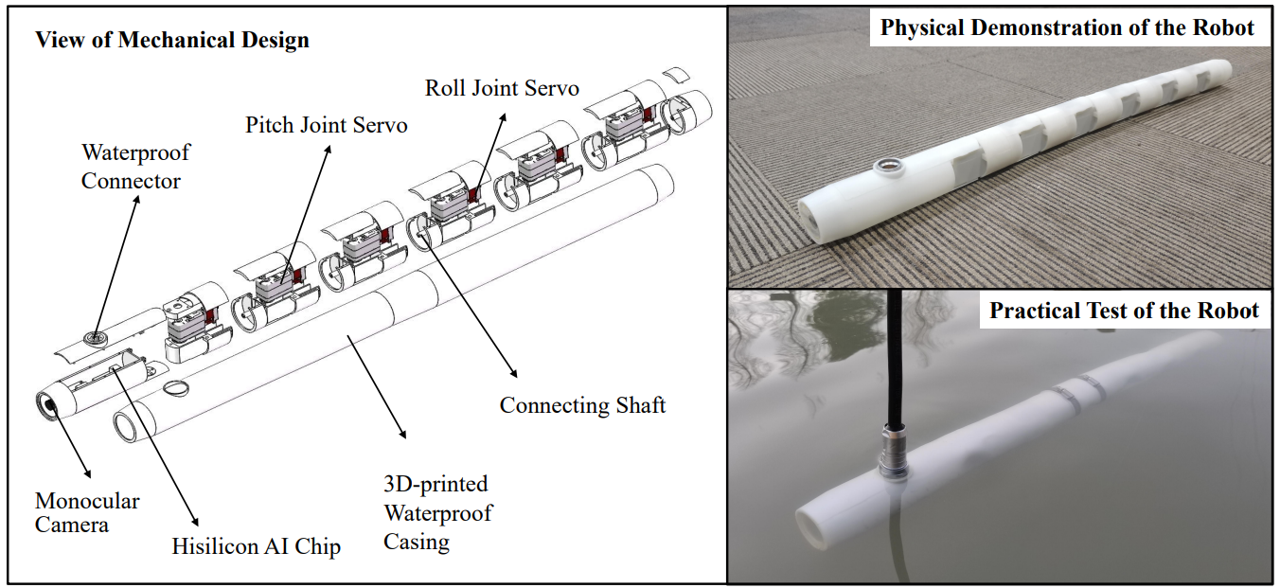 View of Mechanical Design
Roll Joint Servo
Pitch Joint Servo
Waterproof
Connector
Connecting Shaft
Monocular
Camera
Hisilicon AI Chip
3D-printed
Waterproof
Casing
Physical Demonstration of the Robot
Practical Test of the Robot